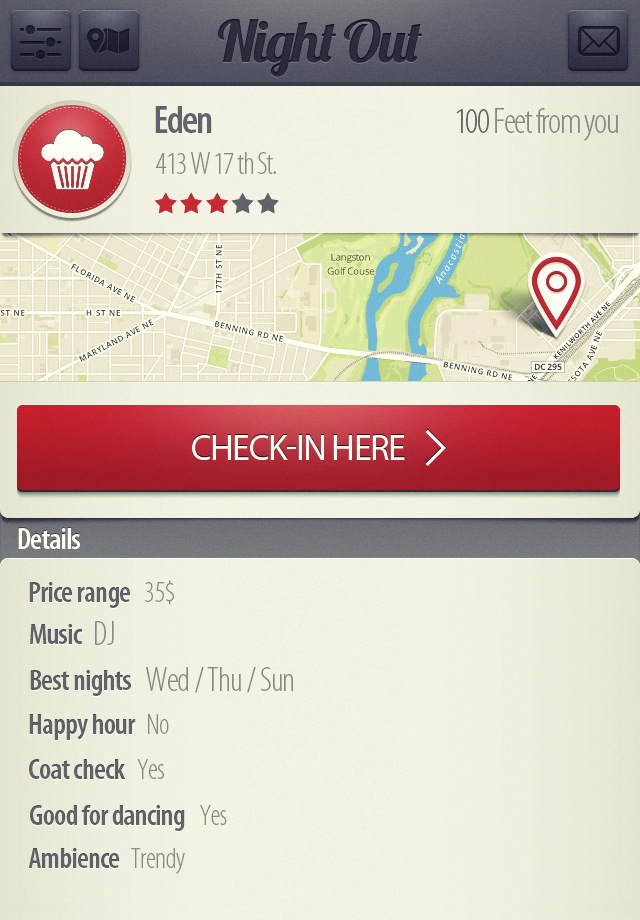 Night Out
Eden
100 Feet from you
413 W 17 th St.
Langston
Golf Couse
Anacostia
FLORIDA AVE NE
17TH ST NE
ST NE
H ST NE
MARYLAND AVE NE
BENNING RD NE
BENNING RD NE
KENILWORTH AVE NE
DC 295
SOTA AVE NE
CHECK-IN HERE
Details
Price range 35$
Music DJ
Best nights Wed / Thu / Sun
Happy hour No
Coat check Yes
Good for dancing Yes
Ambience Trendy